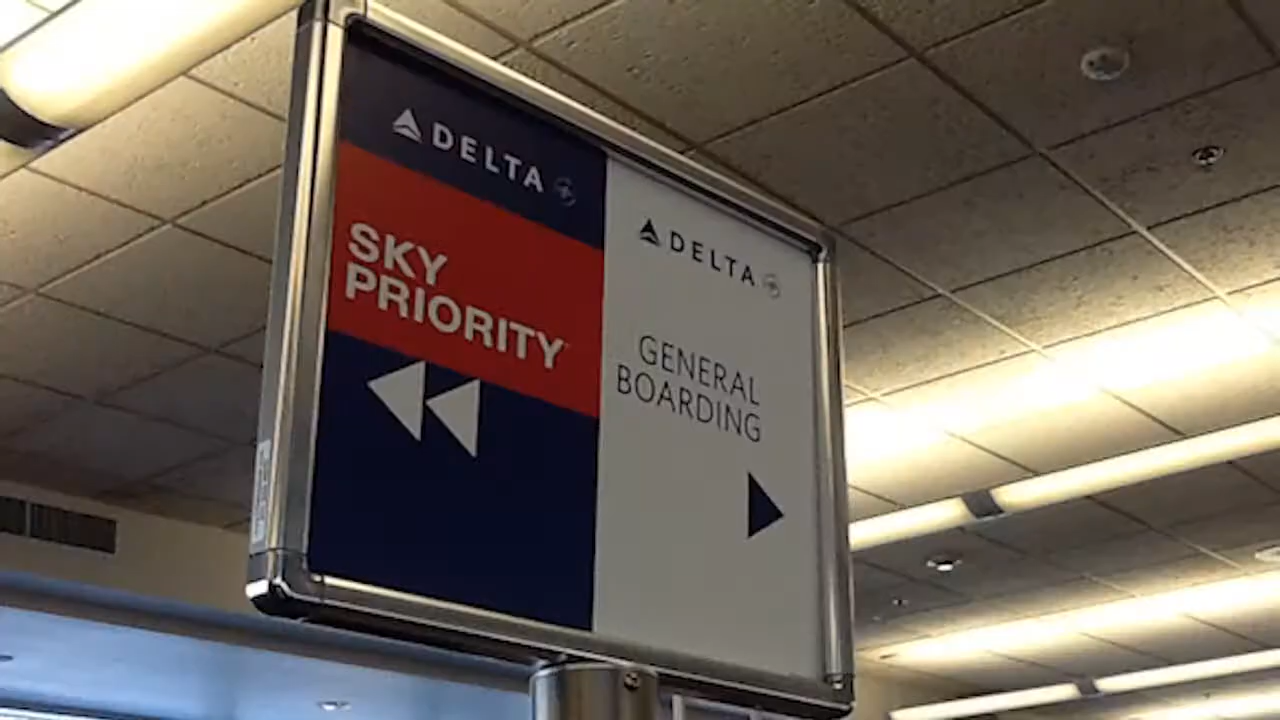 DELTA
SKY
PRIORITY
DELTA
GENERAL
BOARDING